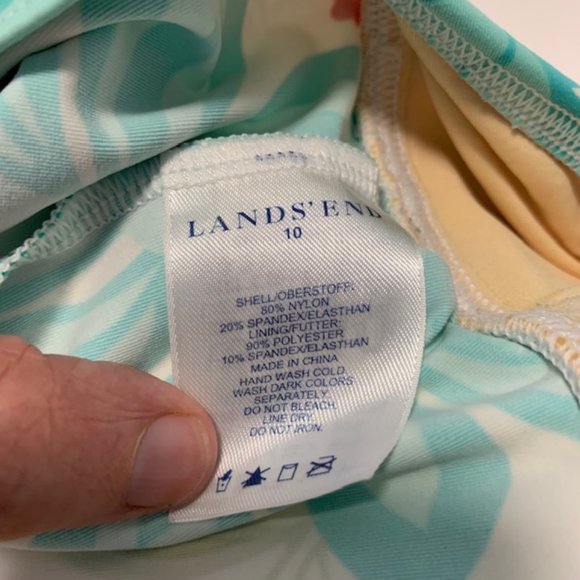 LANDS' END
10
SHELL/OBERSTOFF:
80% NYLON
20% SPANDEX/ELASTHAN
LINING/FUTTER:
90% POLYESTER
10% SPANDEX/ELASTHAN
MADE IN CHINA
HAND WASH COLD
WASH DARK COLORS
SEPARATELY.
DO NOT BLEACH.
LINE DRY.
DO NOT IRON.